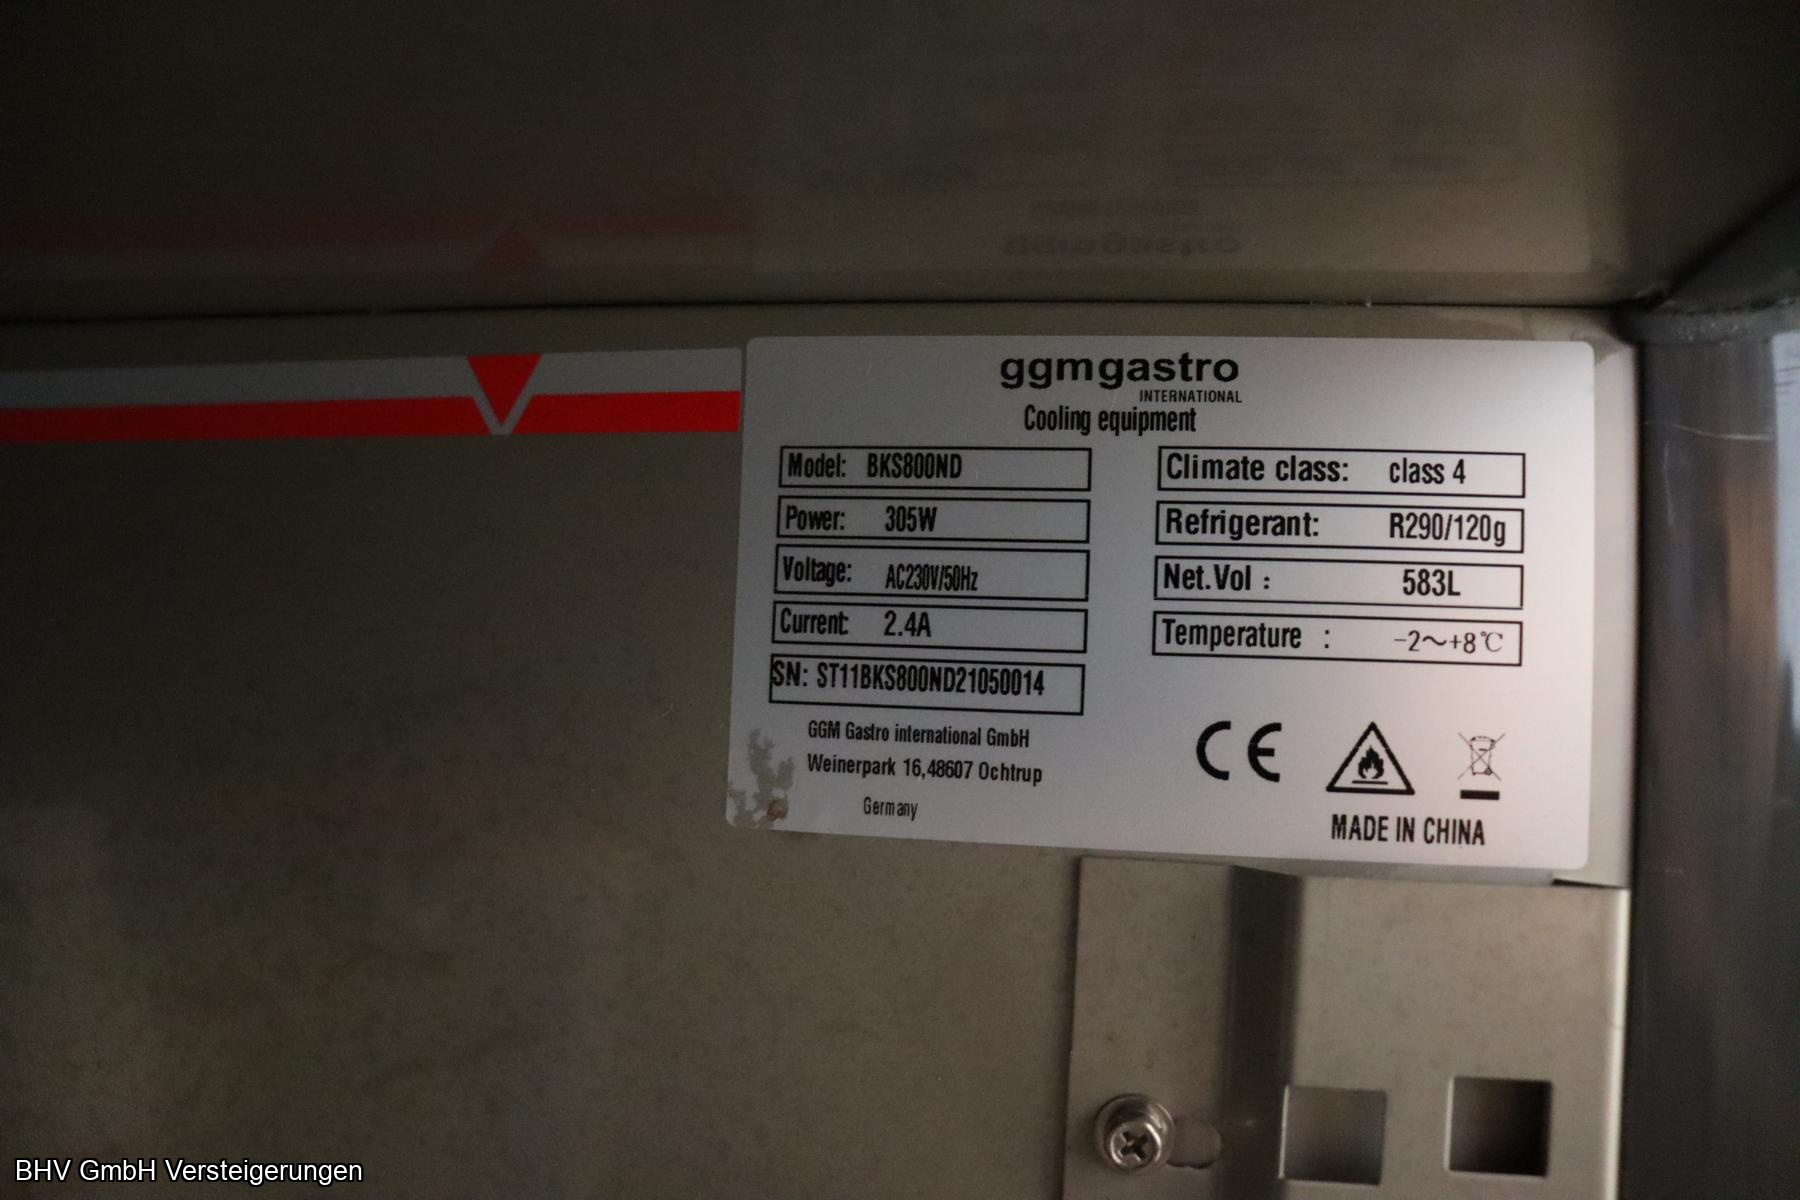 ggmgastro
INTERNATIONAL
Cooling equipment
Model: BKS800ND
Power: 305W
Voltage: AC230V/50Hz
Current: 2.4A
SN: ST11BKS800ND21050014
Climate class: class 4
Refrigerant: R290/120g
Net.Vol : 583L
Temperature : -2～+8℃
GGM Gastro international GmbH
Weinerpark 16,48607 Ochtrup
Germany
CE
MADE IN CHINA
BHV GmbH Versteigerungen